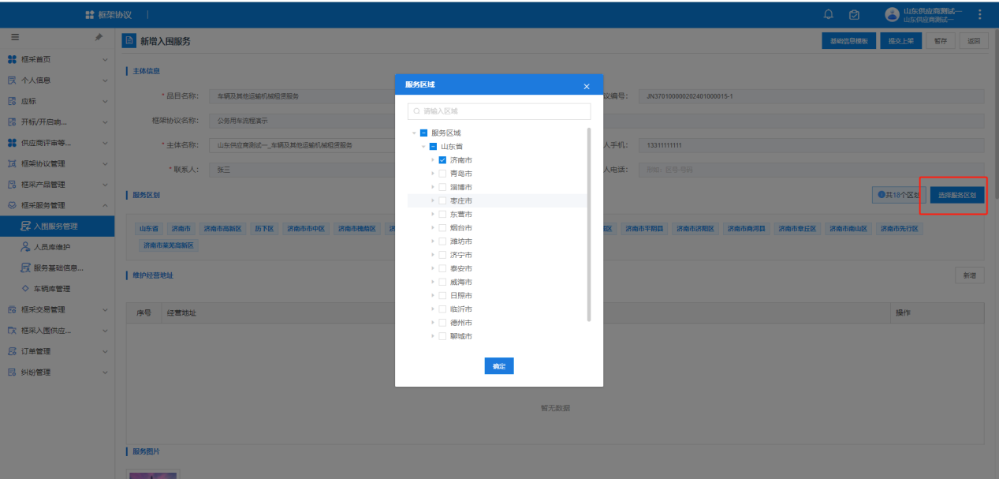 框架协议
山东供应商测试一
山东供应商测试一
新增入围服务
基础信息模板
提交上架
暂存
返回
框采首页
个人信息
应标
开标/开启响...
供应商评审等...
框架协议管理
框采产品管理
框采服务管理
入围服务管理
人员库维护
服务基础信息...
车辆库管理
框采交易管理
框采入围供应...
订单管理
纠纷管理
主体信息
* 品目名称： 车辆及其他运输机械租赁服务
议编号： JN370100000202401000015-1
框架协议名称： 公务用车流程演示
* 主体名称： 山东供应商测试一_车辆及其他运输机械租赁服务
人手机： 13311111111
* 联系人： 张三
人电话： 例如：区号-号码
服务区划
共18个区划
选择服务区划
山东省 济南市 济南市高新区 历下区 济南市市中区 济南市槐荫区 济
区 济南市平阴县 济南市济阳区 济南市商河县 济南市章丘区 济南市南山区 济南市先行区
济南市莱芜高新区
维护经营地址
新增
序号 经营地址 操作
暂无数据
服务图片
服务区域
请输入区域
服务区域
山东省
济南市
青岛市
淄博市
枣庄市
东营市
烟台市
潍坊市
济宁市
泰安市
威海市
日照市
临沂市
德州市
聊城市
确定